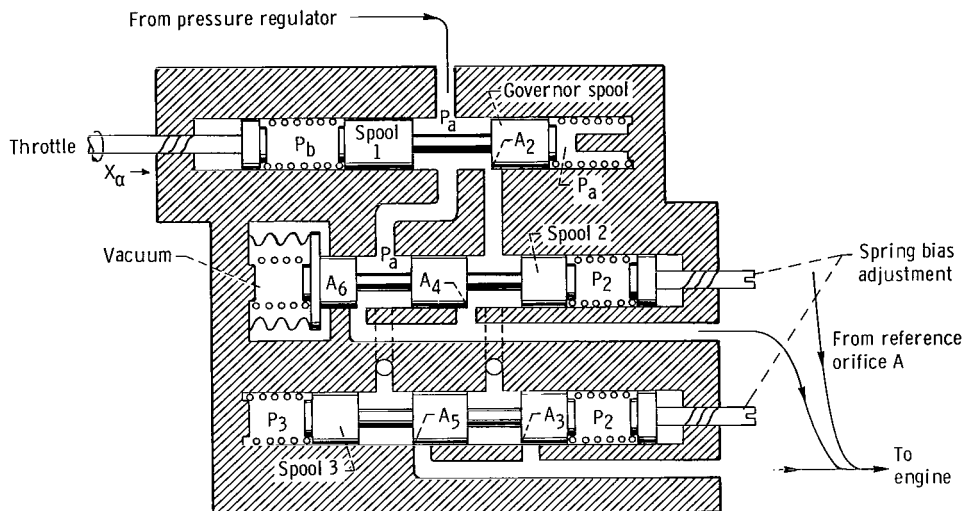 From pressure regulator
Governor spool
Pa
Throttle
Pb
Spool
1
A2
Xα
Pa
Spool 2
Vacuum
Pa
Spring bias
adjustment
A6
A4
P2
From reference
orifice A
P3
A5
A3
P2
Spool 3
To
engine